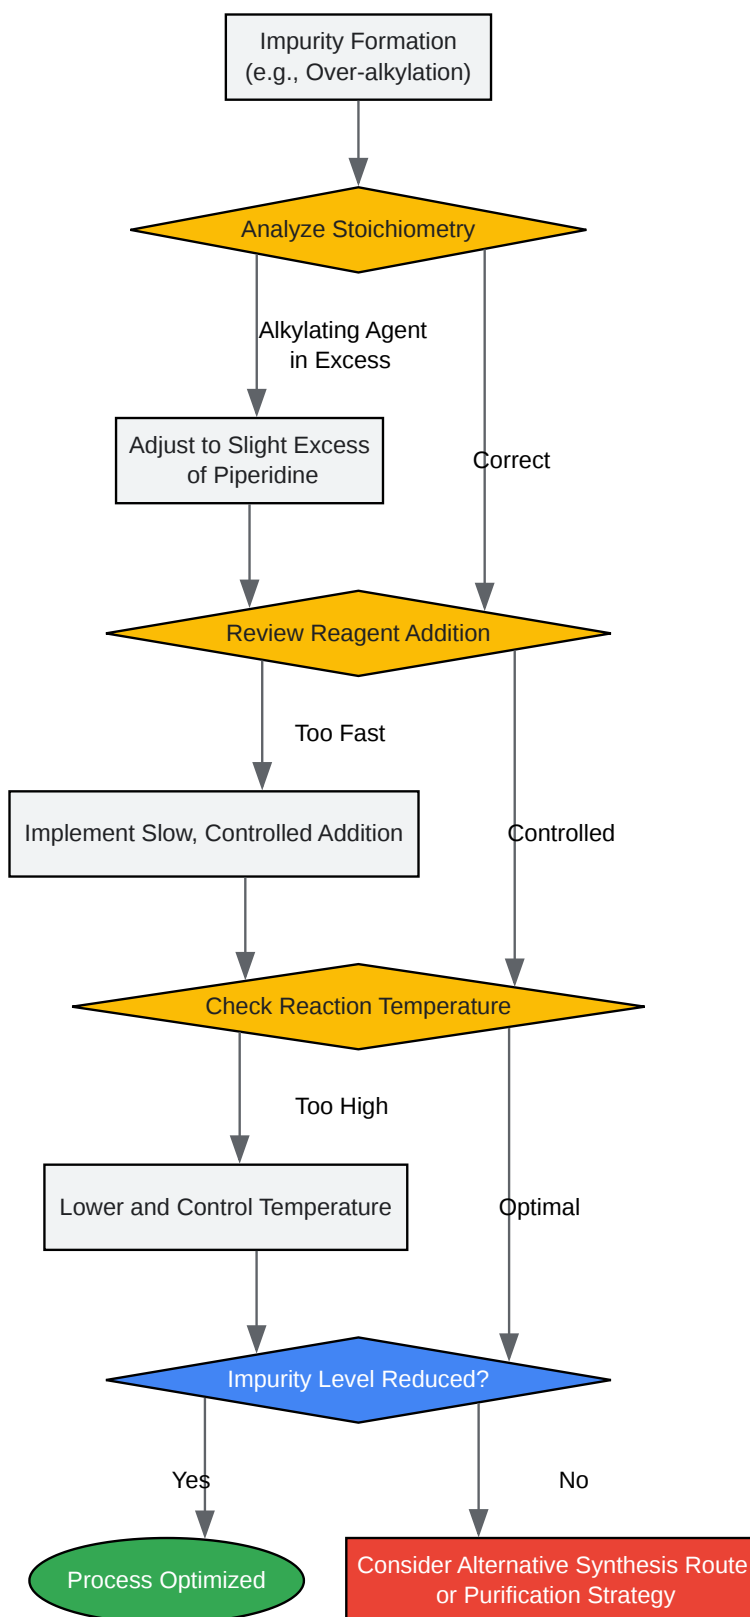 Impurity Formation
(e.g., Over-alkylation)
Analyze Stoichiometry
Alkylating Agent
in Excess
Adjust to Slight Excess
of Piperidine
Correct
Review Reagent Addition
Too Fast
Implement Slow, Controlled Addition
Controlled
Check Reaction Temperature
Too High
Lower and Control Temperature
Optimal
Impurity Level Reduced?
Yes
No
Process Optimized
Consider Alternative Synthesis Route
or Purification Strategy